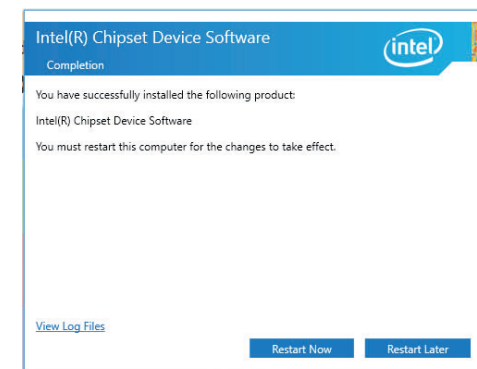 Intel(R) Chipset Device Software
intel
Completion
You have successfully installed the following product:
Intel(R) Chipset Device Software
You must restart this computer for the changes to take effect.
View Log Files
Restart Now
Restart Later